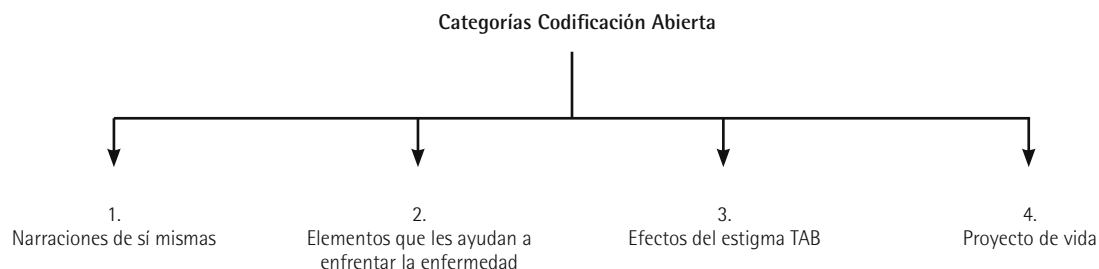 Categorías Codificación Abierta
1.
Narraciones de sí mismas
2.
Elementos que les ayudan a
enfrentar la enfermedad
3.
Efectos del estigma TAB
4.
Proyecto de vida